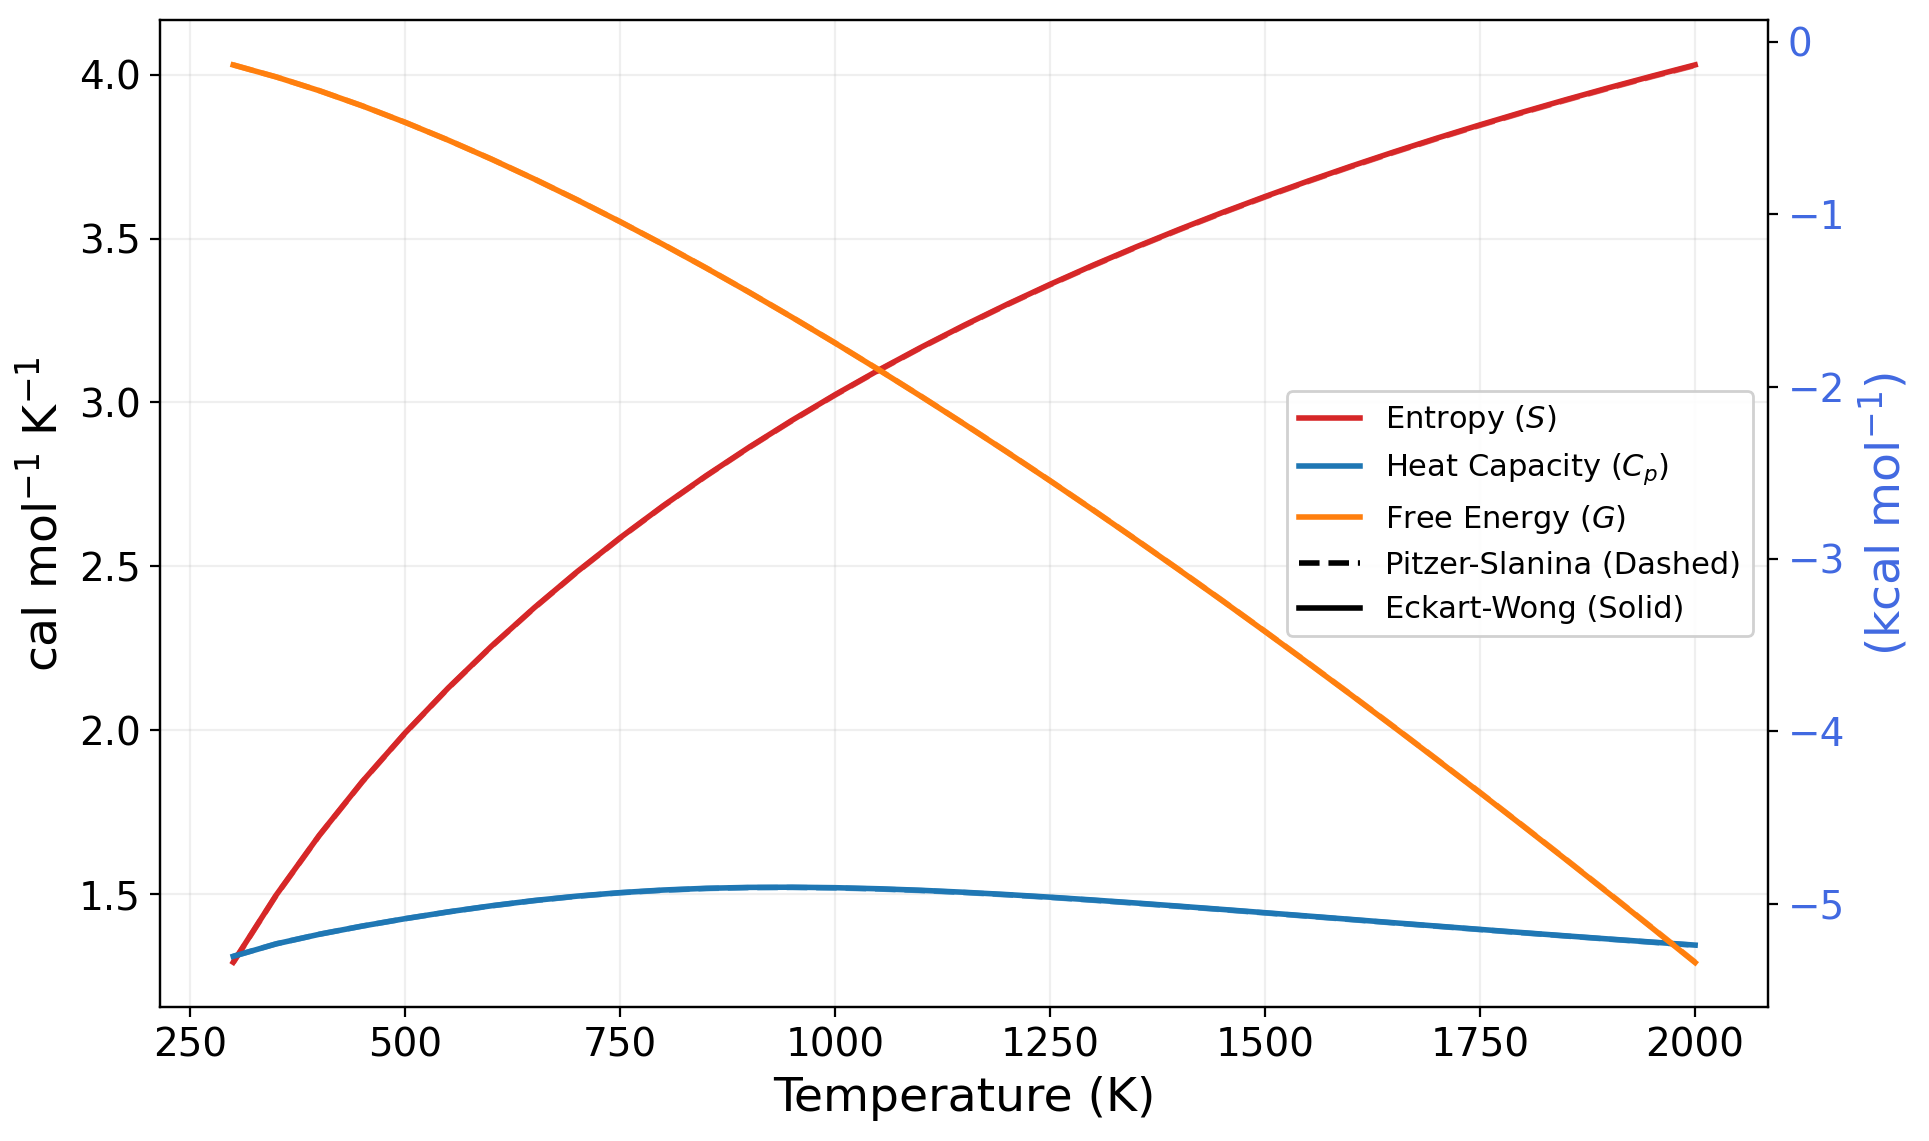 4.0
3.5
3.0
2.5
2.0
1.5
cal mol⁻¹ K⁻¹
0
−1
−2
−3
−4
−5
(kcal mol⁻¹)
Entropy (S)
Heat Capacity (Cₚ)
Free Energy (G)
Pitzer-Slanina (Dashed)
Eckart-Wong (Solid)
250 500 750 1000 1250 1500 1750 2000
Temperature (K)